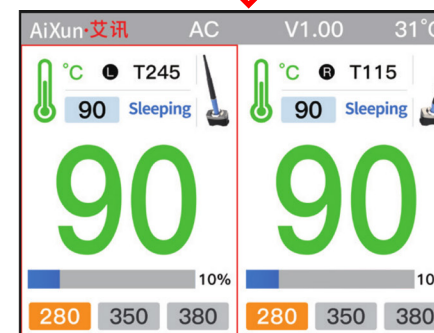 AiXun·艾讯 AC V1.00 31°C
°C L T245
90 Sleeping
90
10%
280 350 380
°C R T115
90 Sleeping
90
10
280 350 380